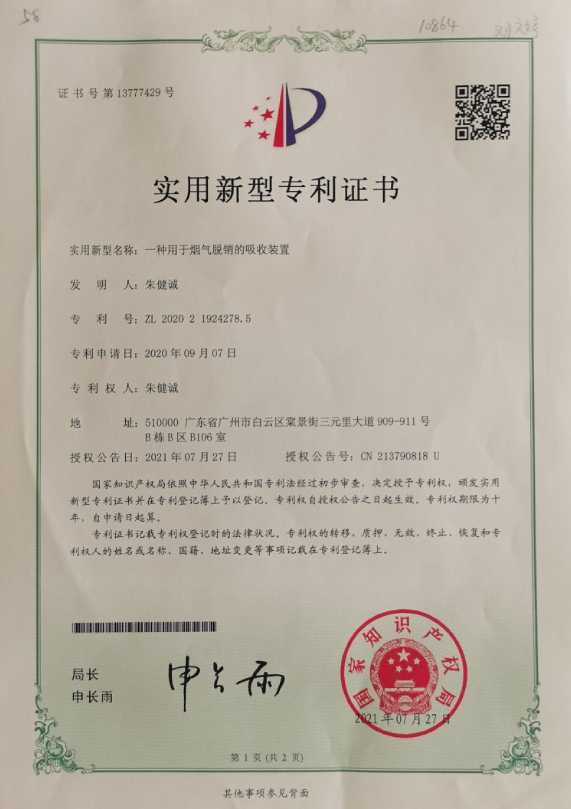 56
10864
刘文婷
证书号第13777429号
实用新型专利证书
实用新型名称：一种用于烟气脱销的吸收装置
发明人：朱健诚
专利号：ZL 2020 2 1924278.5
专利申请日：2020年09月07日
专利权人：朱健诚
地址：510000 广东省广州市白云区棠景街三元里大道909-911号
B栋B区B106室
授权公告日：2021年07月27日 授权公告号：CN 213790818 U
国家知识产权局依照中华人民共和国专利法经过初步审查，决定授予专利权，颁发实用
新型专利证书并在专利登记簿上予以登记。专利权自授权公告之日起生效。专利权期限为十
年，自申请日起算。
专利证书记载专利权登记时的法律状况。专利权的转移、质押、无效、终止、恢复和专
利权人的姓名或名称、国籍、地址变更等事项记载在专利登记簿上。
局长
申长雨
申长雨
国家知识产权局
2021年07月27日
第1页(共2页)
其他事项参见背面